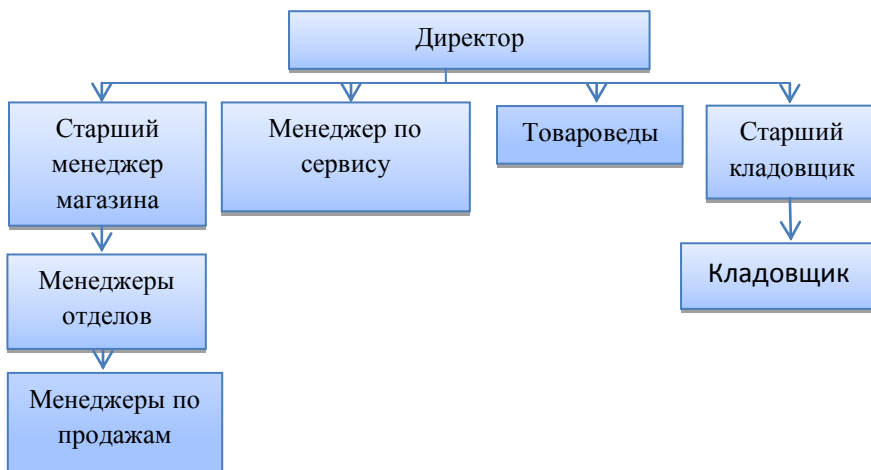 Директор
Старший
менеджер
магазина
Менеджер по
сервису
Товароведы
Старший
кладовщик
Менеджеры
отделов
Кладовщик
Менеджеры по
продажам